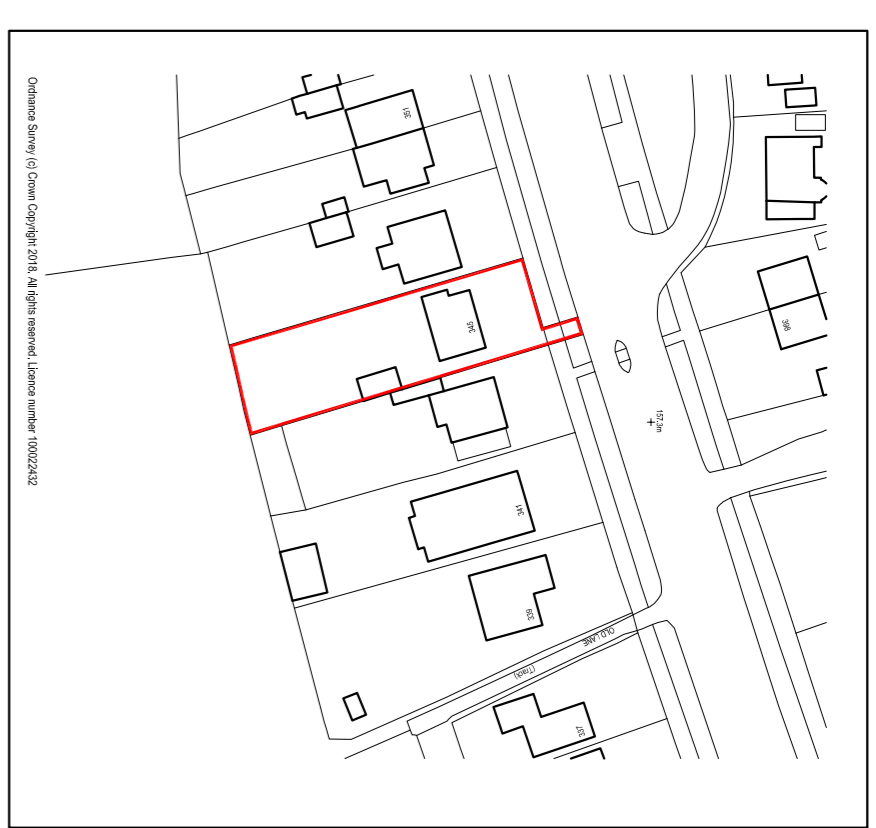 351
398
345
157.3m
341
339
OLD LANE
(Track)
337
Ordnance Survey (c) Crown Copyright 2018. All rights reserved. Licence number 100022432